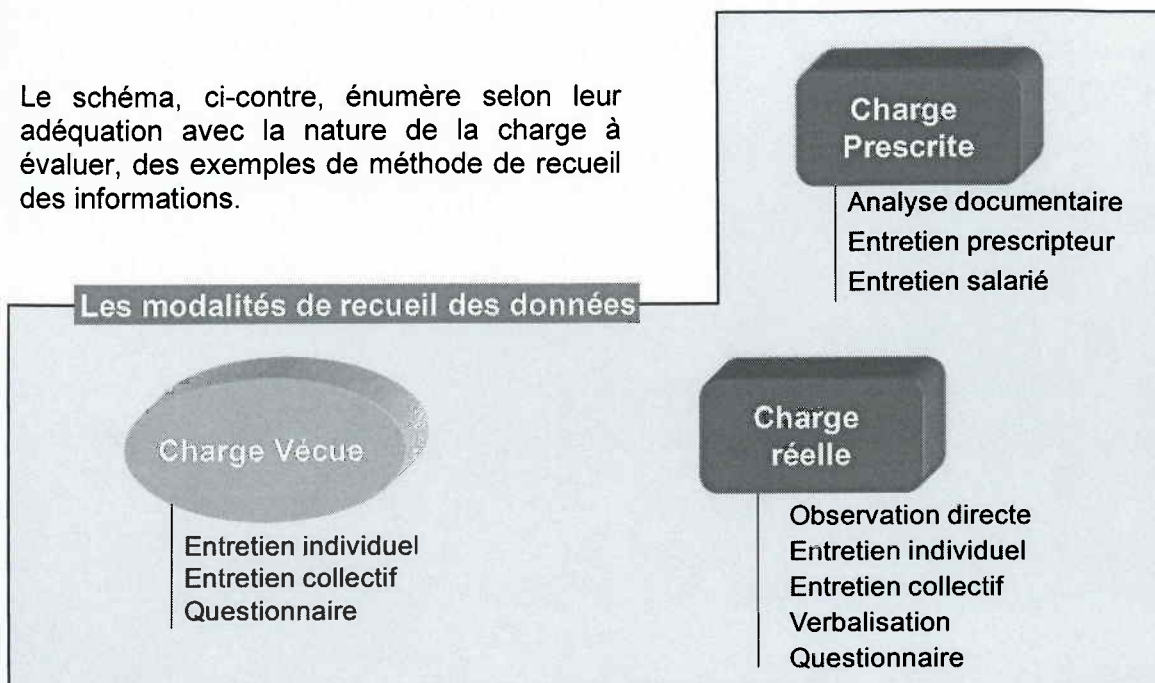 Le schéma, ci-contre, énumère selon leur
adéquation avec la nature de la charge à
évaluer, des exemples de méthode de recueil
des informations.
Charge
Prescrite
Analyse documentaire
Entretien prescripteur
Entretien salarié
Les modalités de recueil des données
Charge Vécue
Entretien individuel
Entretien collectif
Questionnaire
Charge
réelle
Observation directe
Entretien individuel
Entretien collectif
Verbalisation
Questionnaire